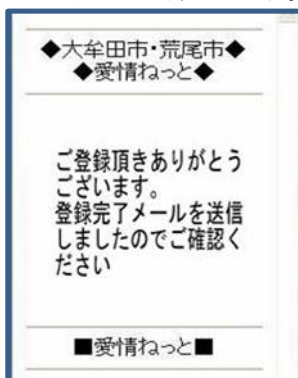 ◆大牟田市・荒尾市◆
◆愛情ねっと◆
ご登録頂きありがとう
ございます。
登録完了メールを送信
しましたのでご確認く
ださい
■愛情ねっと■